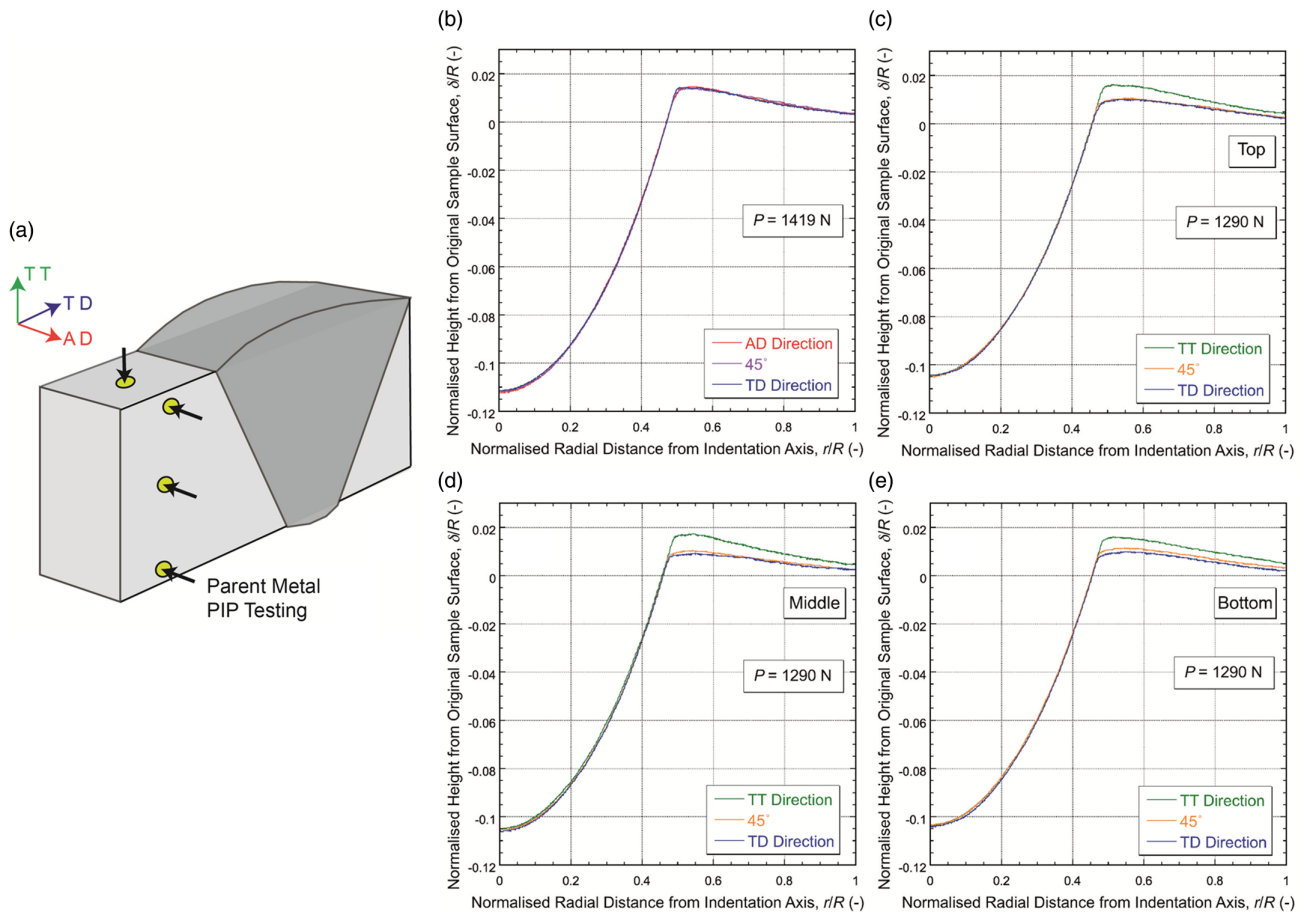 (a)
T T
T D
A D
Parent Metal
PIP Testing
(b)
Normalised Height from Original Sample Surface, δ/R (-)
0.02
0
-0.02
-0.04
-0.06
-0.08
-0.1
-0.12
P = 1419 N
AD Direction
45°
TD Direction
0 0.2 0.4 0.6 0.8 1
Normalised Radial Distance from Indentation Axis, r/R (-)
(c)
Normalised Height from Original Sample Surface, δ/R (-)
0.02
0
-0.02
-0.04
-0.06
-0.08
-0.1
-0.12
Top
P = 1290 N
TT Direction
45°
TD Direction
0 0.2 0.4 0.6 0.8 1
Normalised Radial Distance from Indentation Axis, r/R (-)
(d)
Normalised Height from Original Sample Surface, δ/R (-)
0.02
0
-0.02
-0.04
-0.06
-0.08
-0.1
-0.12
Middle
P = 1290 N
TT Direction
45°
TD Direction
0 0.2 0.4 0.6 0.8 1
Normalised Radial Distance from Indentation Axis, r/R (-)
(e)
Normalised Height from Original Sample Surface, δ/R (-)
0.02
0
-0.02
-0.04
-0.06
-0.08
-0.1
-0.12
Bottom
P = 1290 N
TT Direction
45°
TD Direction
0 0.2 0.4 0.6 0.8 1
Normalised Radial Distance from Indentation Axis, r/R (-)